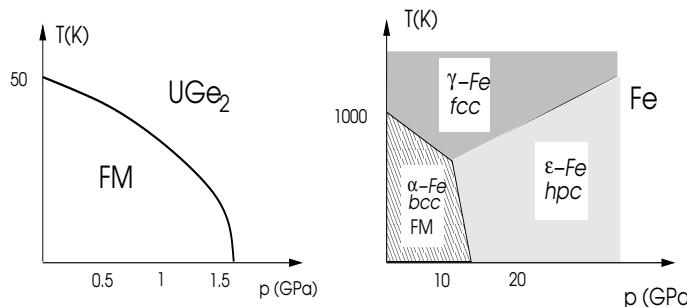 T(K)
50
UGe2
FM
0.5 1 1.5
p (GPa)
T(K)
γ-Fe
fcc
Fe
1000
α-Fe
bcc
FM
ε-Fe
hpc
10 20
p (GPa)